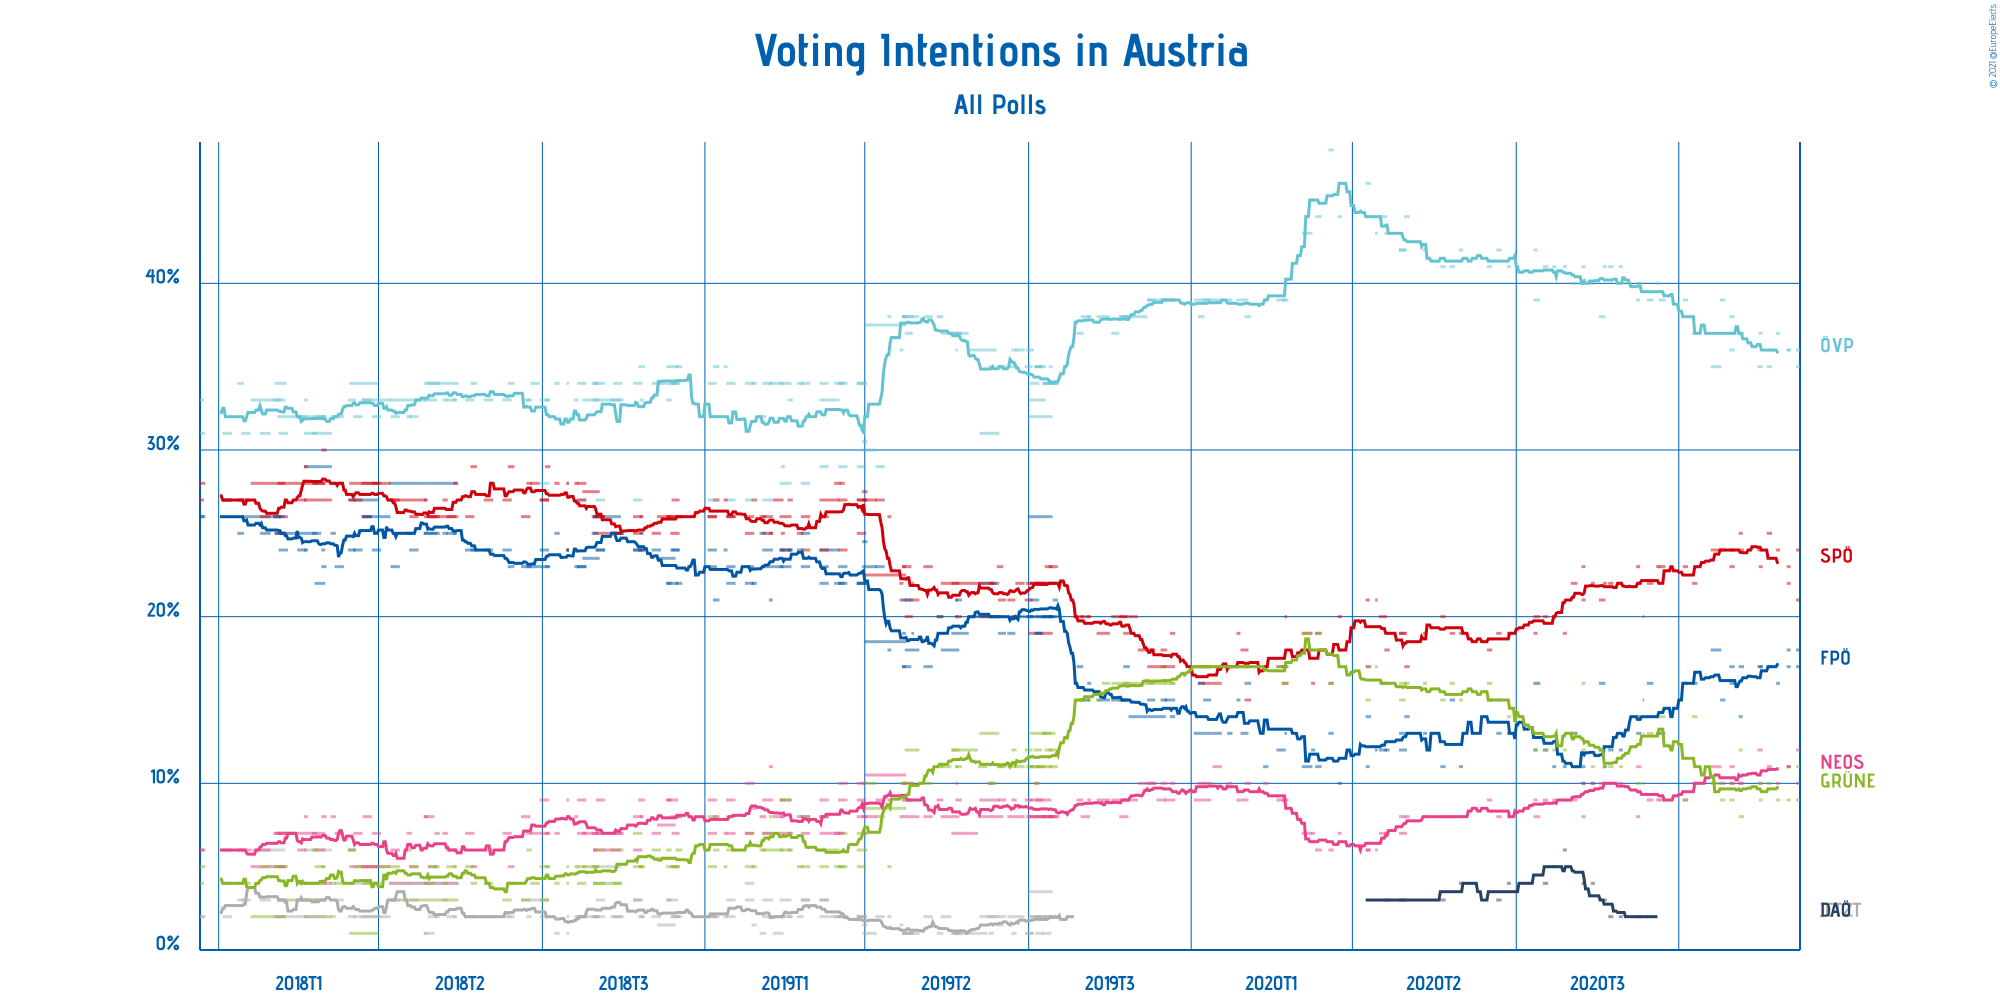 Voting Intentions in Austria
All Polls
© 2021 @EuropeElects
40%
30%
20%
10%
0%
ÖVP
SPÖ
FPÖ
NEOS
GRÜNE
DAÖ
2018T1
2018T2
2018T3
2019T1
2019T2
2019T3
2020T1
2020T2
2020T3